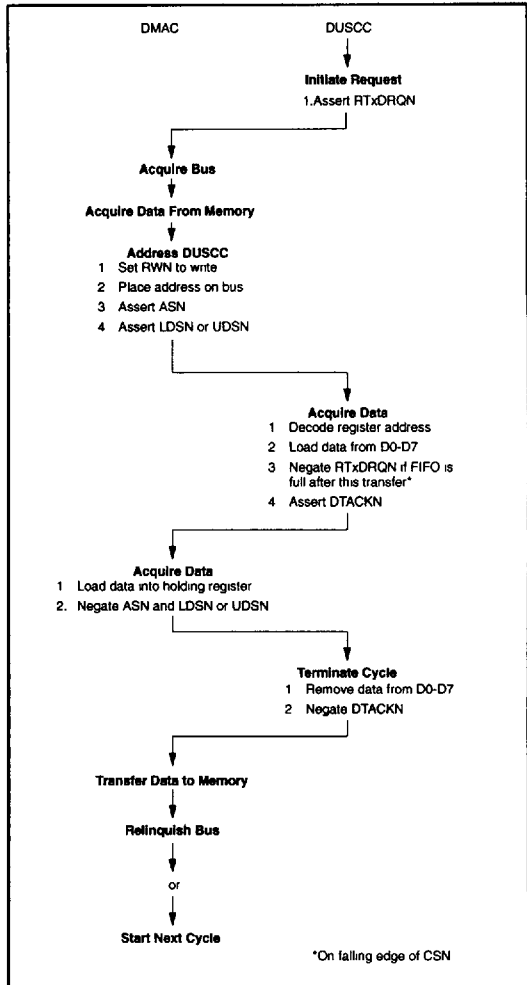 DMAC DUSCC
Initiate Request
1.Assert RTxDRQN
Acquire Bus
Acquire Data From Memory
Address DUSCC
1 Set RWN to write
2 Place address on bus
3 Assert ASN
4 Assert LDSN or UDSN
Acquire Data
1 Decode register address
2 Load data from D0-D7
3 Negate RTxDRQN if FIFO is
full after this transfer*
4 Assert DTACKN
Acquire Data
1 Load data into holding register
2. Negate ASN and LDSN or UDSN
Terminate Cycle
1 Remove data from D0-D7
2 Negate DTACKN
Transfer Data to Memory
Relinquish Bus
or
Start Next Cycle
*On falling edge of CSN